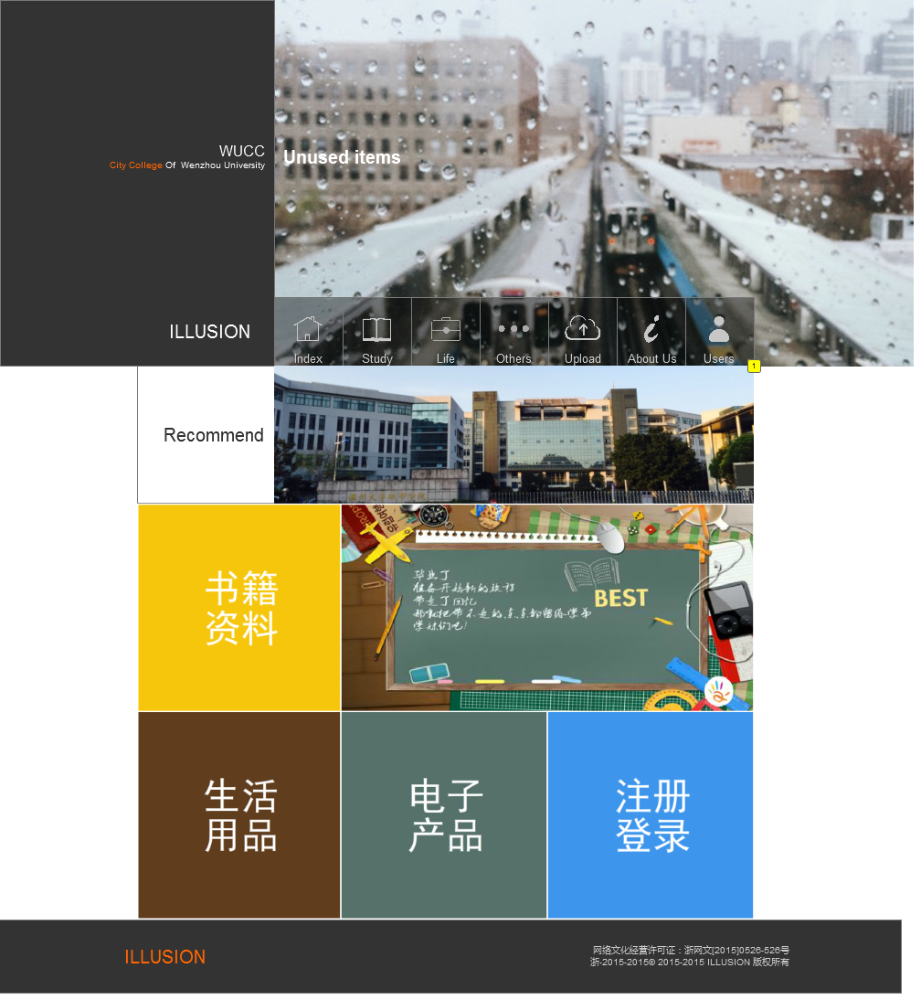 WUCC
City College Of Wenzhou University
Unused items
ILLUSION
Index
Study
Life
Others
Upload
About Us
Users
1
Recommend
书籍
资料
毕业了
准备开始新的旅程
带走了回忆
那就把带不走的点点都留给学弟
学妹们吧!
BEST
生活
用品
电子
产品
注册
登录
ILLUSION
网络文化经营许可证：浙网文[2015]0526-526号
浙-2015-2015© 2015-2015 ILLUSION 版权所有